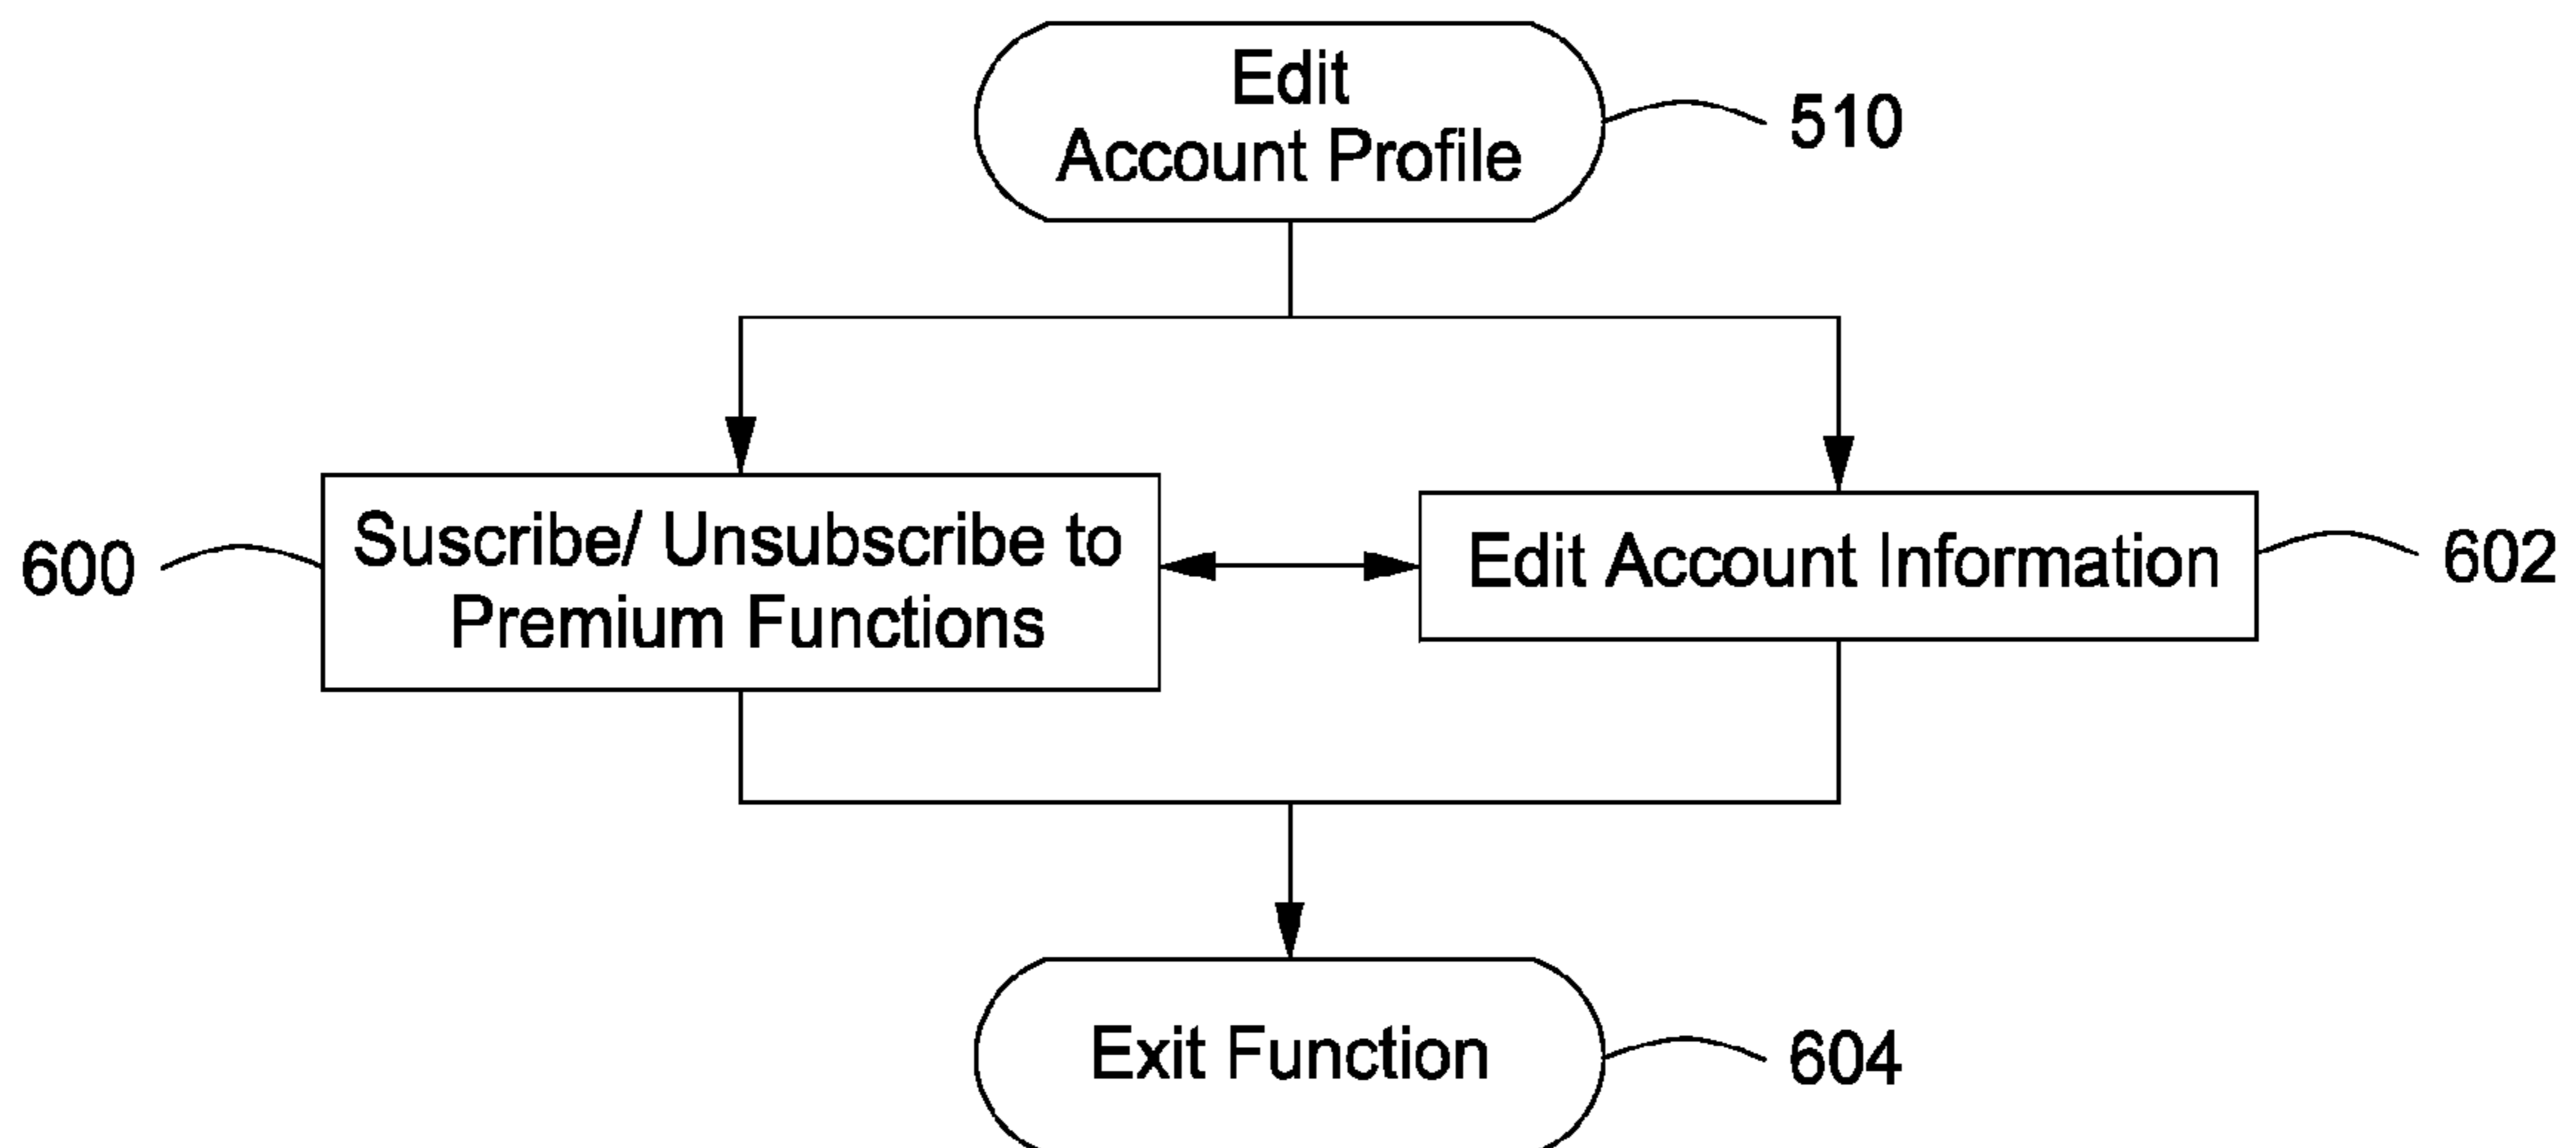 Edit
Account Profile
510
Suscribe/ Unsubscribe to
Premium Functions
600
Edit Account Information
602
Exit Function
604